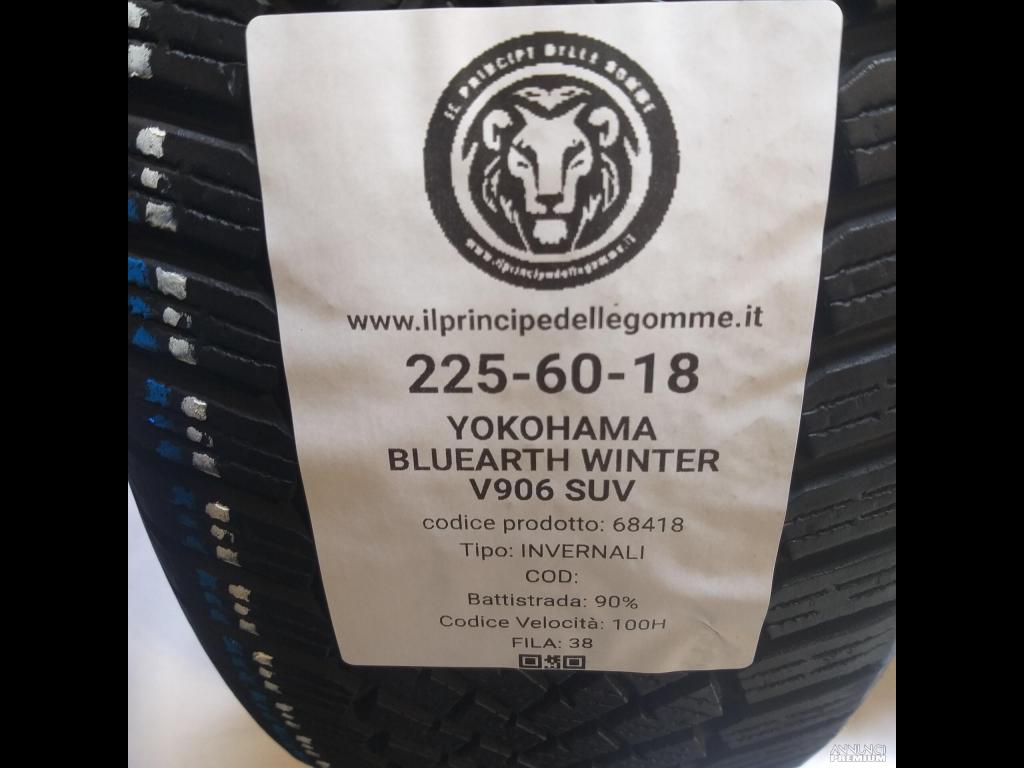 IL PRINCIPE DELLE GOMME
www.ilprincipedellegomme.it
www.ilprincipedellegomme.it
225-60-18
YOKOHAMA
BLUEARTH WINTER
V906 SUV
codice prodotto: 68418
Tipo: INVERNALI
COD:
Battistrada: 90%
Codice Velocità: 100H
FILA: 38
ANNUNCI
PREMIUM